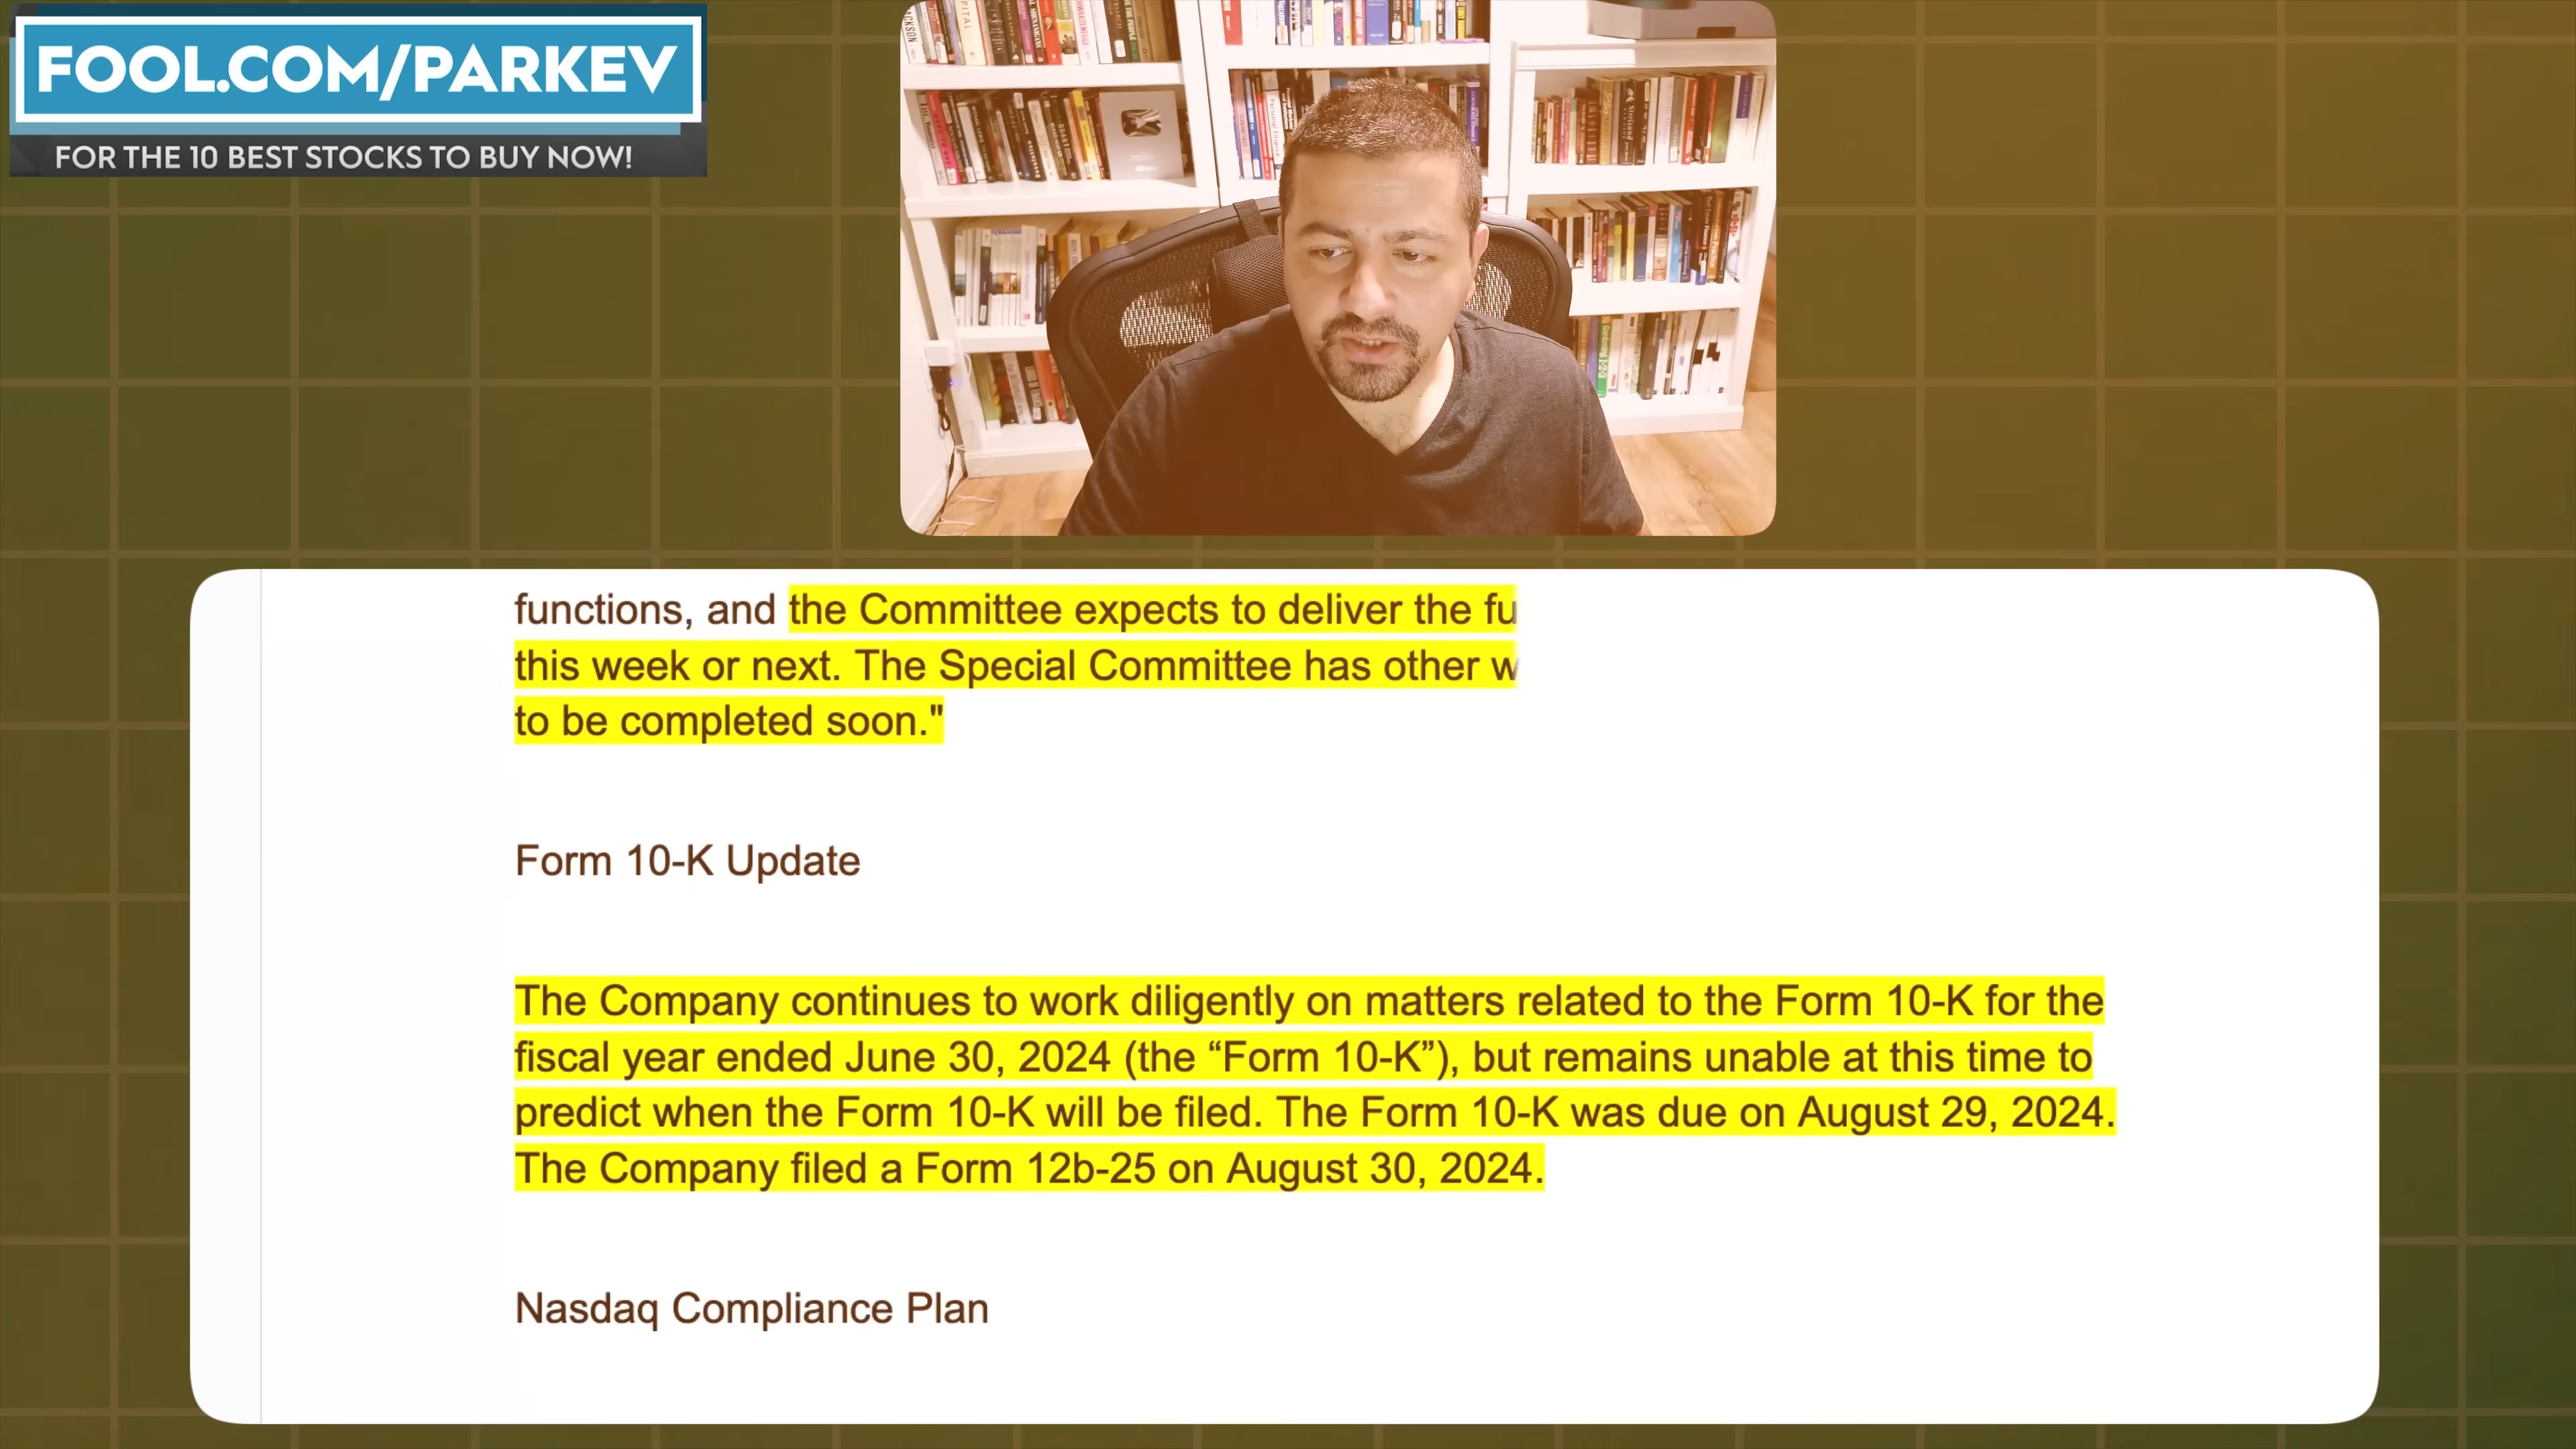 FOOL.COM/PARKEV
FOR THE 10 BEST STOCKS TO BUY NOW!
functions, and the Committee expects to deliver the
this week or next. The Special Committee has other
to be completed soon."
Form 10-K Update
The Company continues to work diligently on matters related to the Form 10-K for the
fiscal year ended June 30, 2024 (the “Form 10-K”), but remains unable at this time to
predict when the Form 10-K will be filed. The Form 10-K was due on August 29, 2024.
The Company filed a Form 12b-25 on August 30, 2024.
Nasdaq Compliance Plan